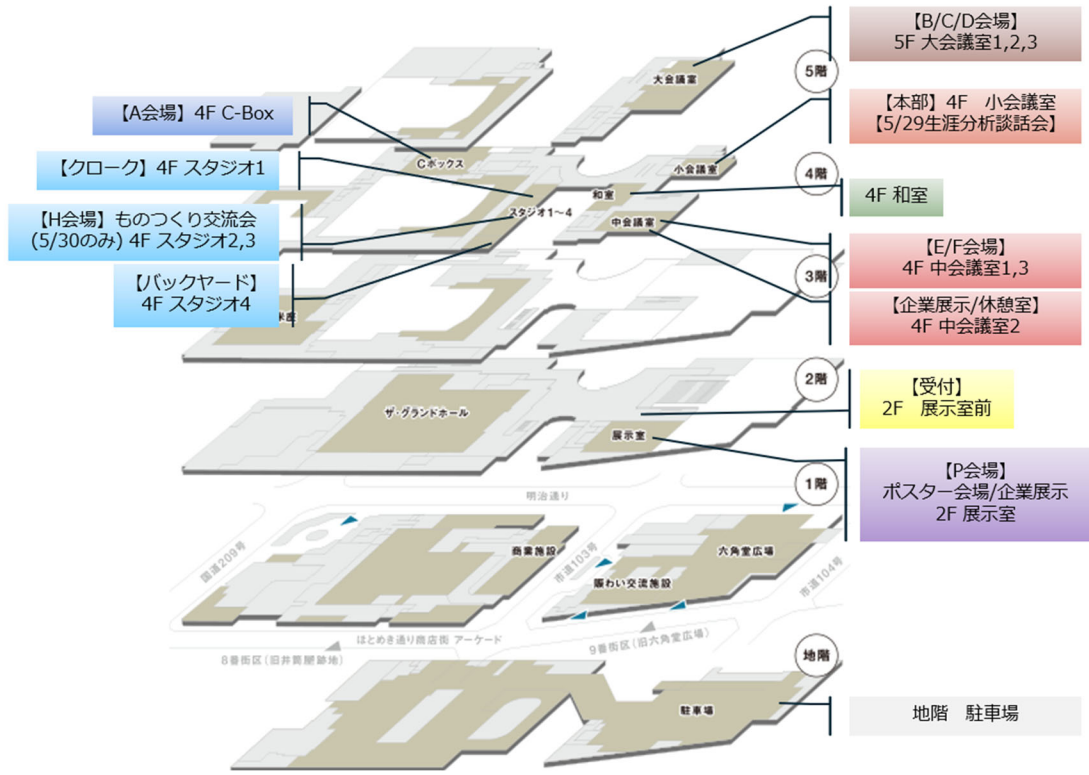 【B/C/D会場】
5F 大会議室1,2,3
5階
大会議室
【A会場】4F C-Box
【本部】4F　小会議室
【5/29生涯分析談話会】
Cボックス
小会議室
4階
【クローク】4F スタジオ1
和室
4F 和室
スタジオ1～4
中会議室
【H会場】ものつくり交流会
(5/30のみ) 4F スタジオ2,3
【E/F会場】
4F 中会議室1,3
3階
【バックヤード】
4F スタジオ4
【企業展示/休憩室】
4F 中会議室2
米座
2階
【受付】
2F　展示室前
ザ・グランドホール
展示室
【P会場】
ポスター会場/企業展示
2F 展示室
1階
明治通り
国道209号
商業施設
市道103号
六角堂広場
賑わい交流施設
市道104号
はとめき通り商店街 アーケード
8番街区(旧井筒屋跡地)
9番街区(旧六角堂広場)
地階
駐車場
地階　駐車場